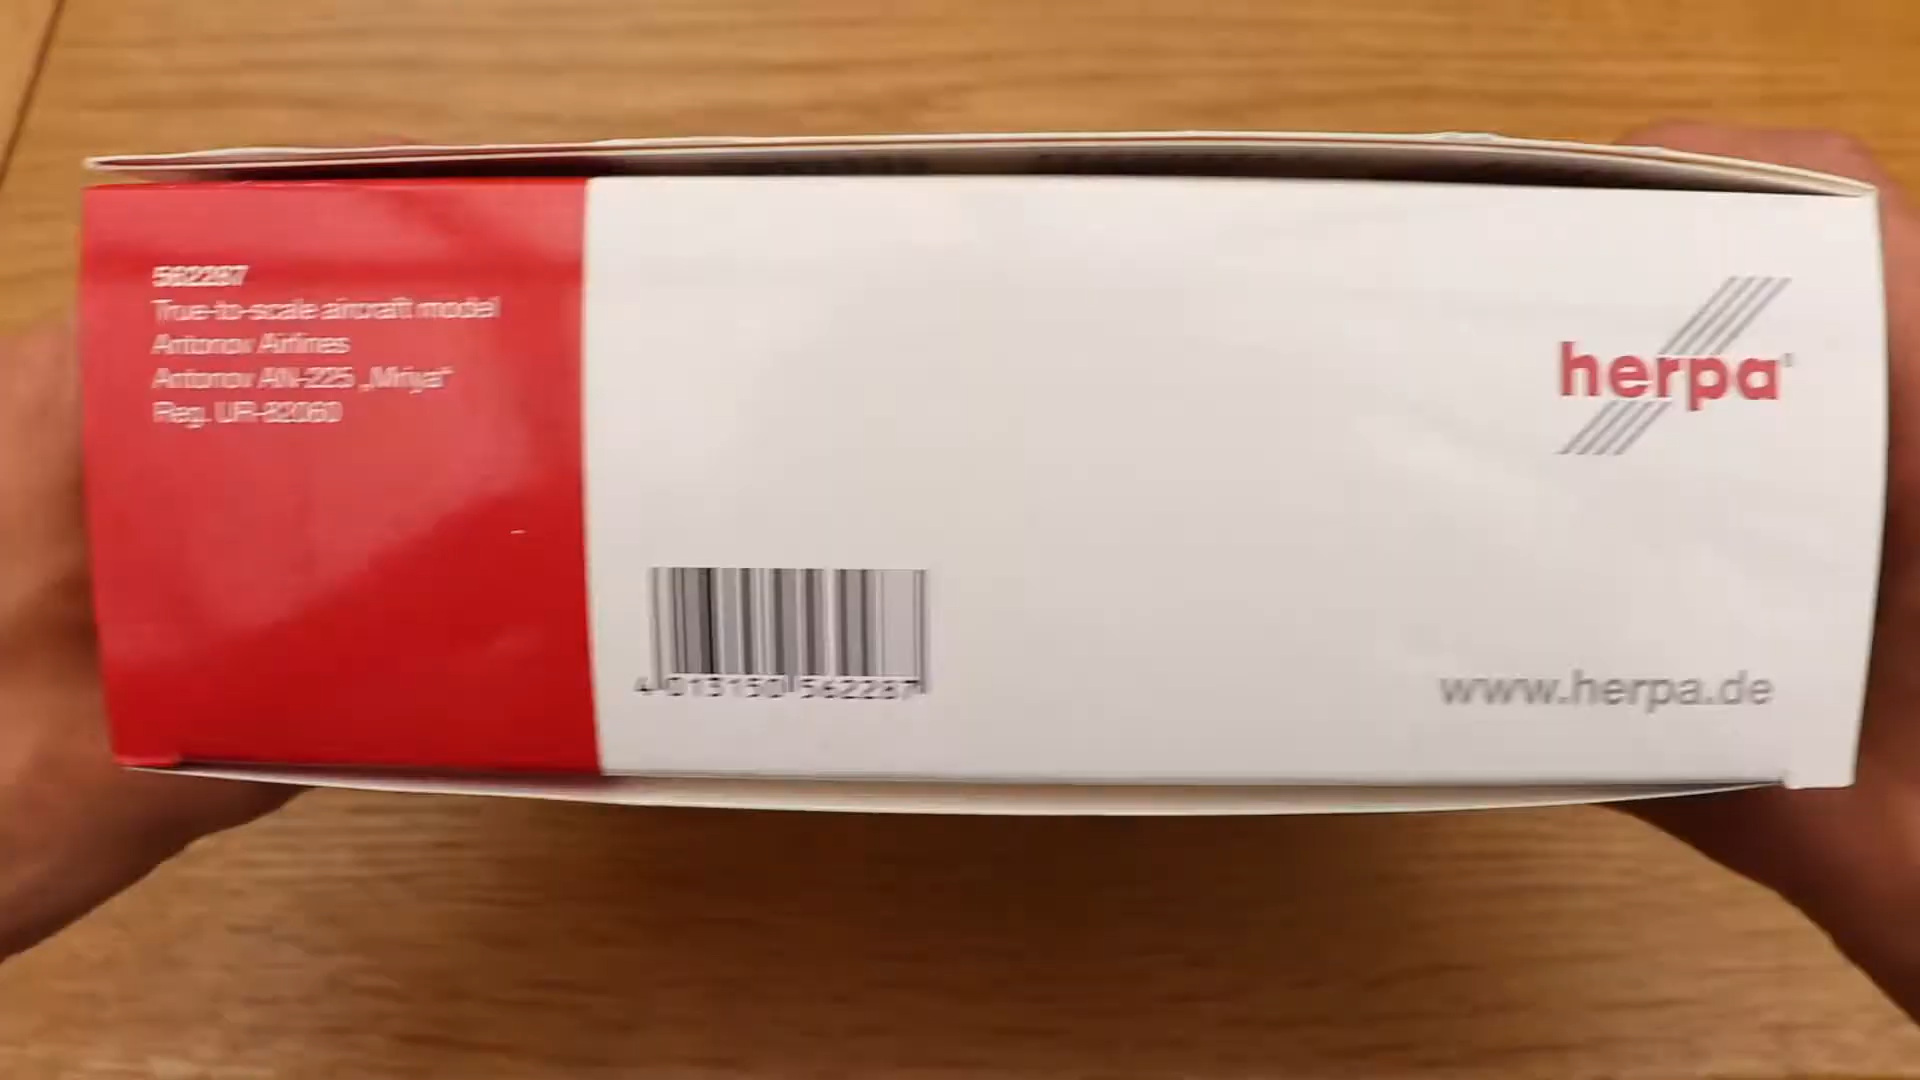 562287
True-to-scale aircraft model
Antonov Airlines
Antonov AN-225 „Mriya“
Reg. UR-82060
herpa®
4 013150 562287
www.herpa.de